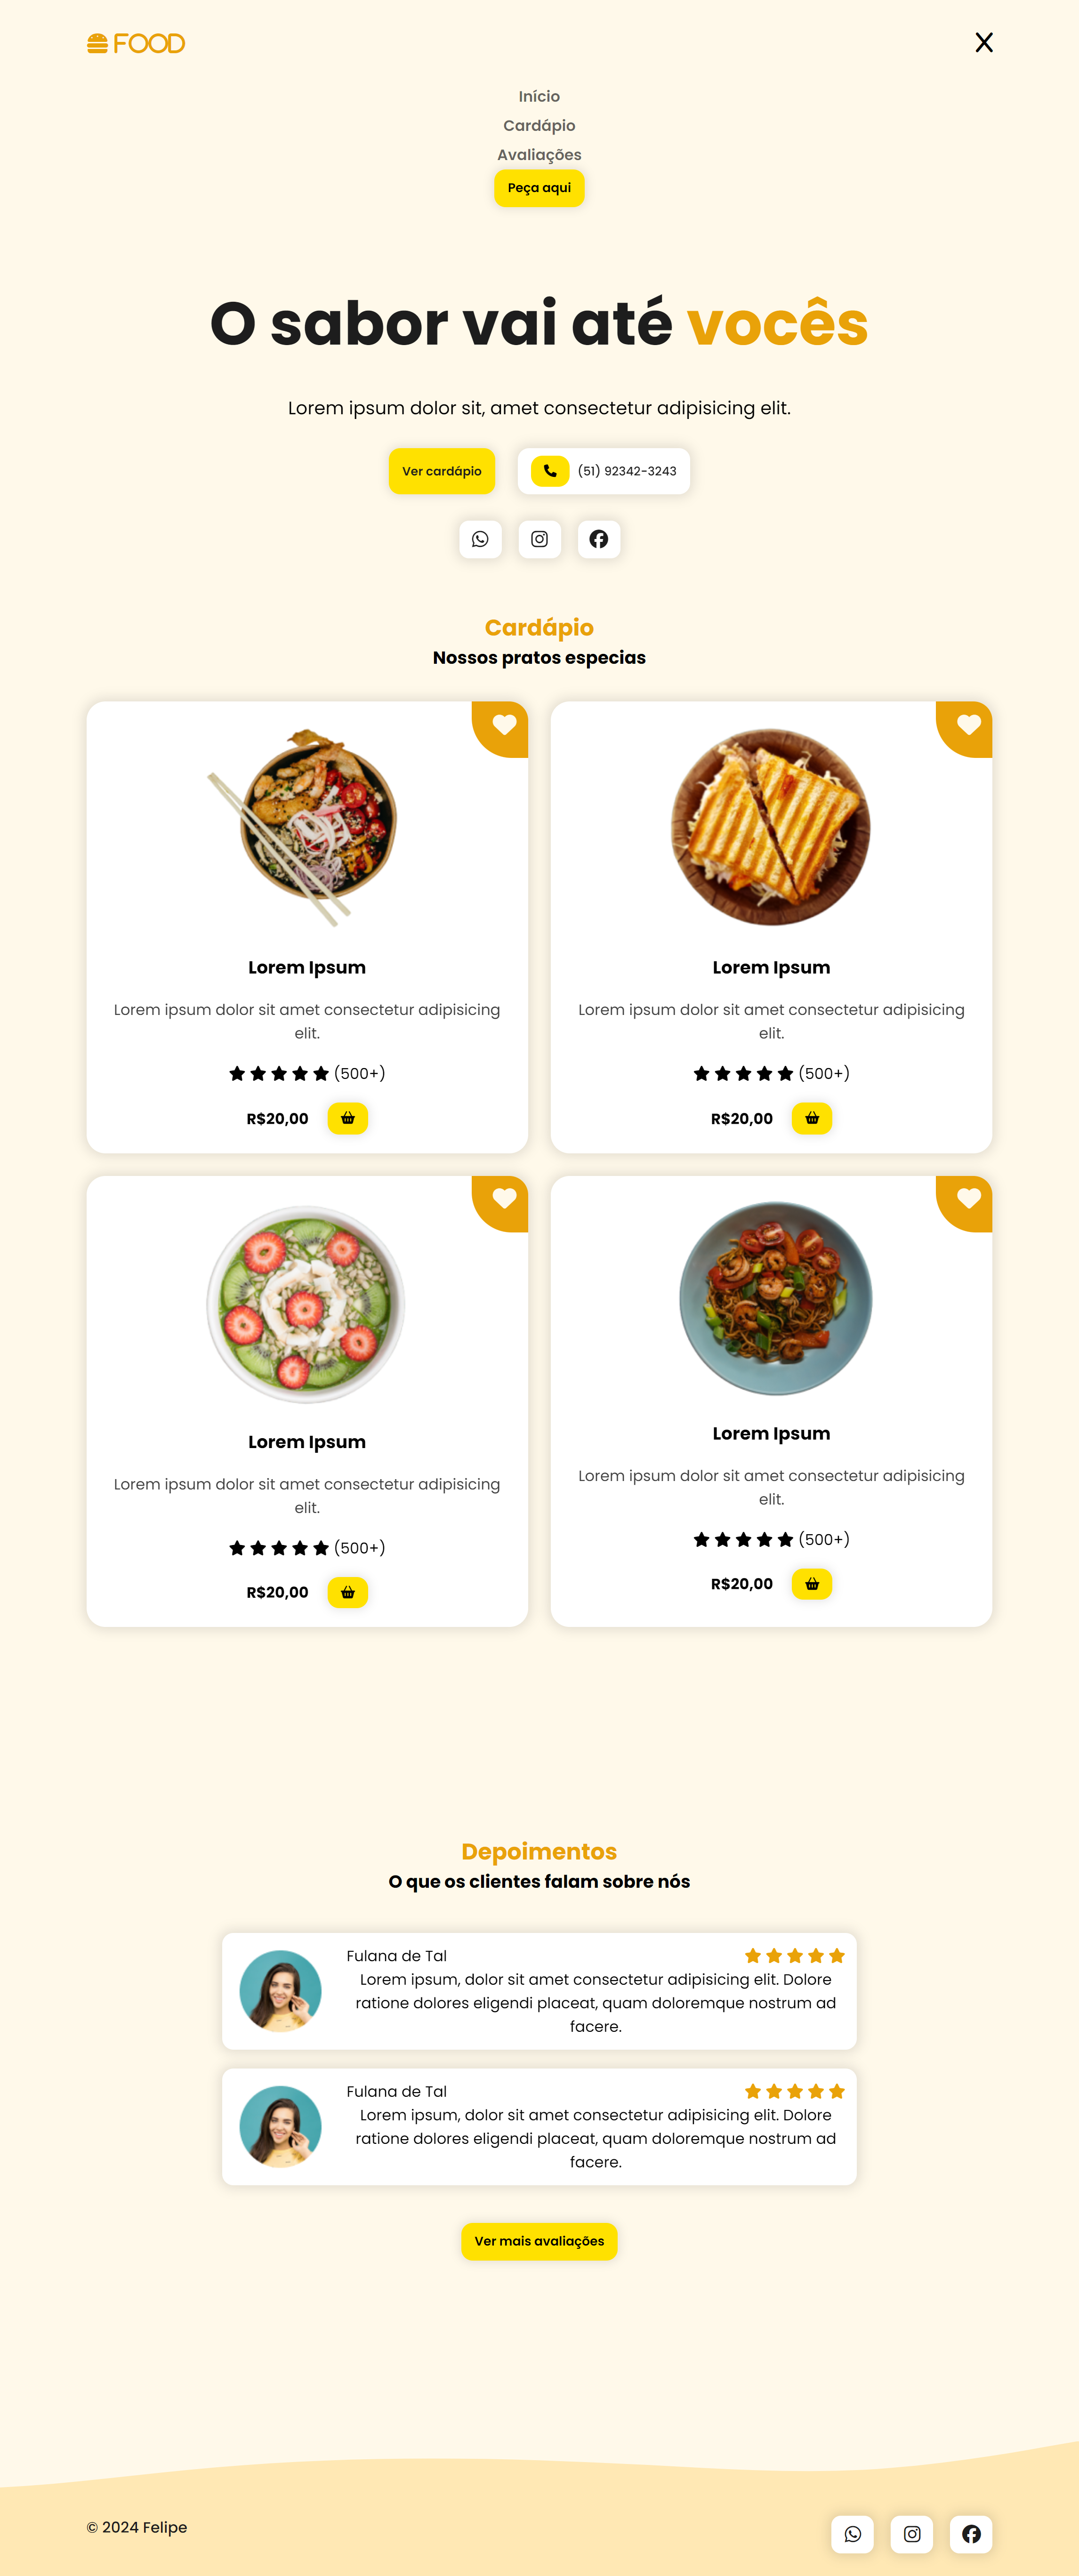 FOOD
Início
Cardápio
Avaliações
Peça aqui
O sabor vai até vocês
Lorem ipsum dolor sit, amet consectetur adipisicing elit.
Ver cardápio
(51) 92342-3243
Cardápio
Nossos pratos especias
Lorem Ipsum
Lorem ipsum dolor sit amet consectetur adipisicing
elit.
(500+)
R$20,00
Lorem Ipsum
Lorem ipsum dolor sit amet consectetur adipisicing
elit.
(500+)
R$20,00
Lorem Ipsum
Lorem ipsum dolor sit amet consectetur adipisicing
elit.
(500+)
R$20,00
Lorem Ipsum
Lorem ipsum dolor sit amet consectetur adipisicing
elit.
(500+)
R$20,00
Depoimentos
O que os clientes falam sobre nós
Fulana de Tal
Lorem ipsum, dolor sit amet consectetur adipisicing elit. Dolore
ratione dolores eligendi placeat, quam doloremque nostrum ad
facere.
Fulana de Tal
Lorem ipsum, dolor sit amet consectetur adipisicing elit. Dolore
ratione dolores eligendi placeat, quam doloremque nostrum ad
facere.
Ver mais avaliações
© 2024 Felipe